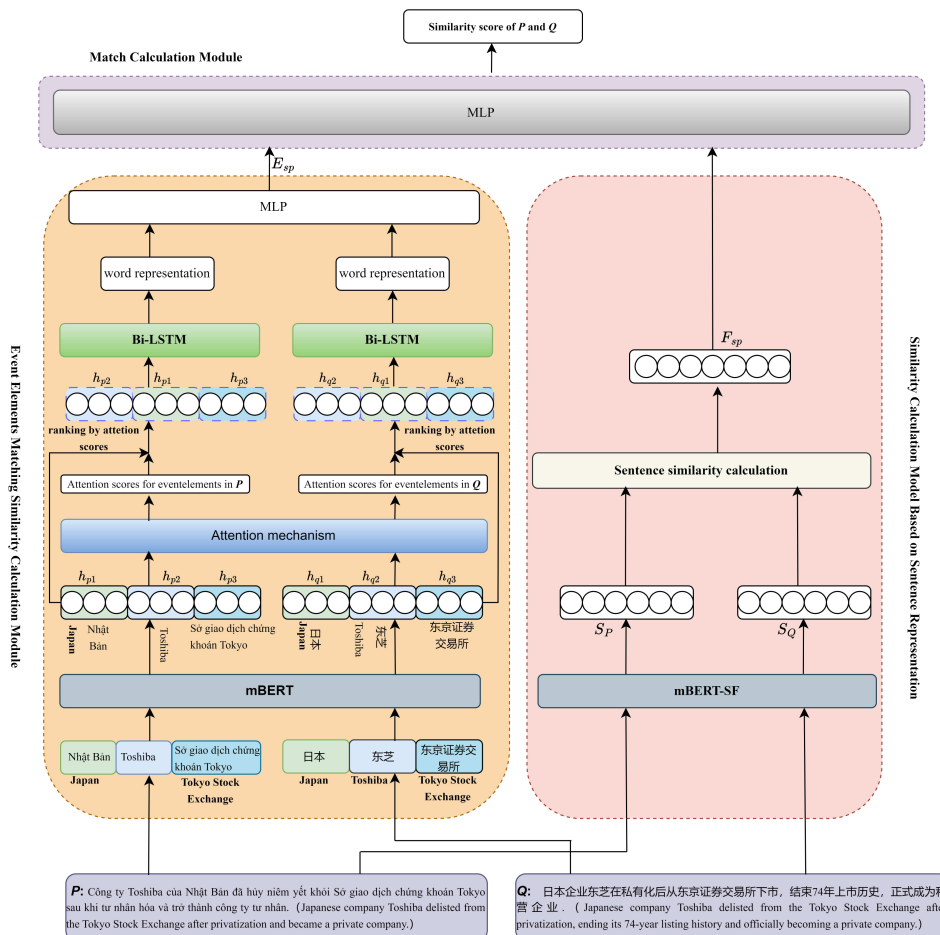 Similarity score of P and Q
Match Calculation Module
MLP
E_sp
MLP
word representation
word representation
Bi-LSTM
Bi-LSTM
F_sp
h_p2 h_p1 h_p3
h_q2 h_q1 h_q3
ranking by attetion
scores
ranking by attetion
scores
Sentence similarity calculation
Attention scores for eventelements in P
Attention scores for eventelements in Q
Attention mechanism
h_p1 h_p2 h_p3
h_q1 h_q2 h_q3
Japan
Nhật
Bản
Toshiba
Sở giao dịch chứng
khoán Tokyo
Japan
日本
Toshiba
东芝
东京证券
交易所
S_P
S_Q
mBERT
mBERT-SF
Nhật Bản
Toshiba
Sở giao dịch chứng
khoán Tokyo
日本
东芝
东京证券交
易所
Japan
Tokyo Stock
Exchange
Japan
Toshiba
Tokyo Stock
Exchange
Event Elements Matching Similarity Calculation Module
Similarity Calculation Model Based on Sentence Representation
P: Công ty Toshiba của Nhật Bản đã hủy niêm yết khỏi Sở giao dịch chứng khoán Tokyo
sau khi tư nhân hóa và trở thành công ty tư nhân.（Japanese company Toshiba delisted from
the Tokyo Stock Exchange after privatization and became a private company.）
Q: 日本企业东芝在私有化后从东京证券交易所下市，结束74年上市历史，正式成为私
营企业．（Japanese company Toshiba delisted from the Tokyo Stock Exchange after
privatization, ending its 74-year listing history and officially becoming a private company.）